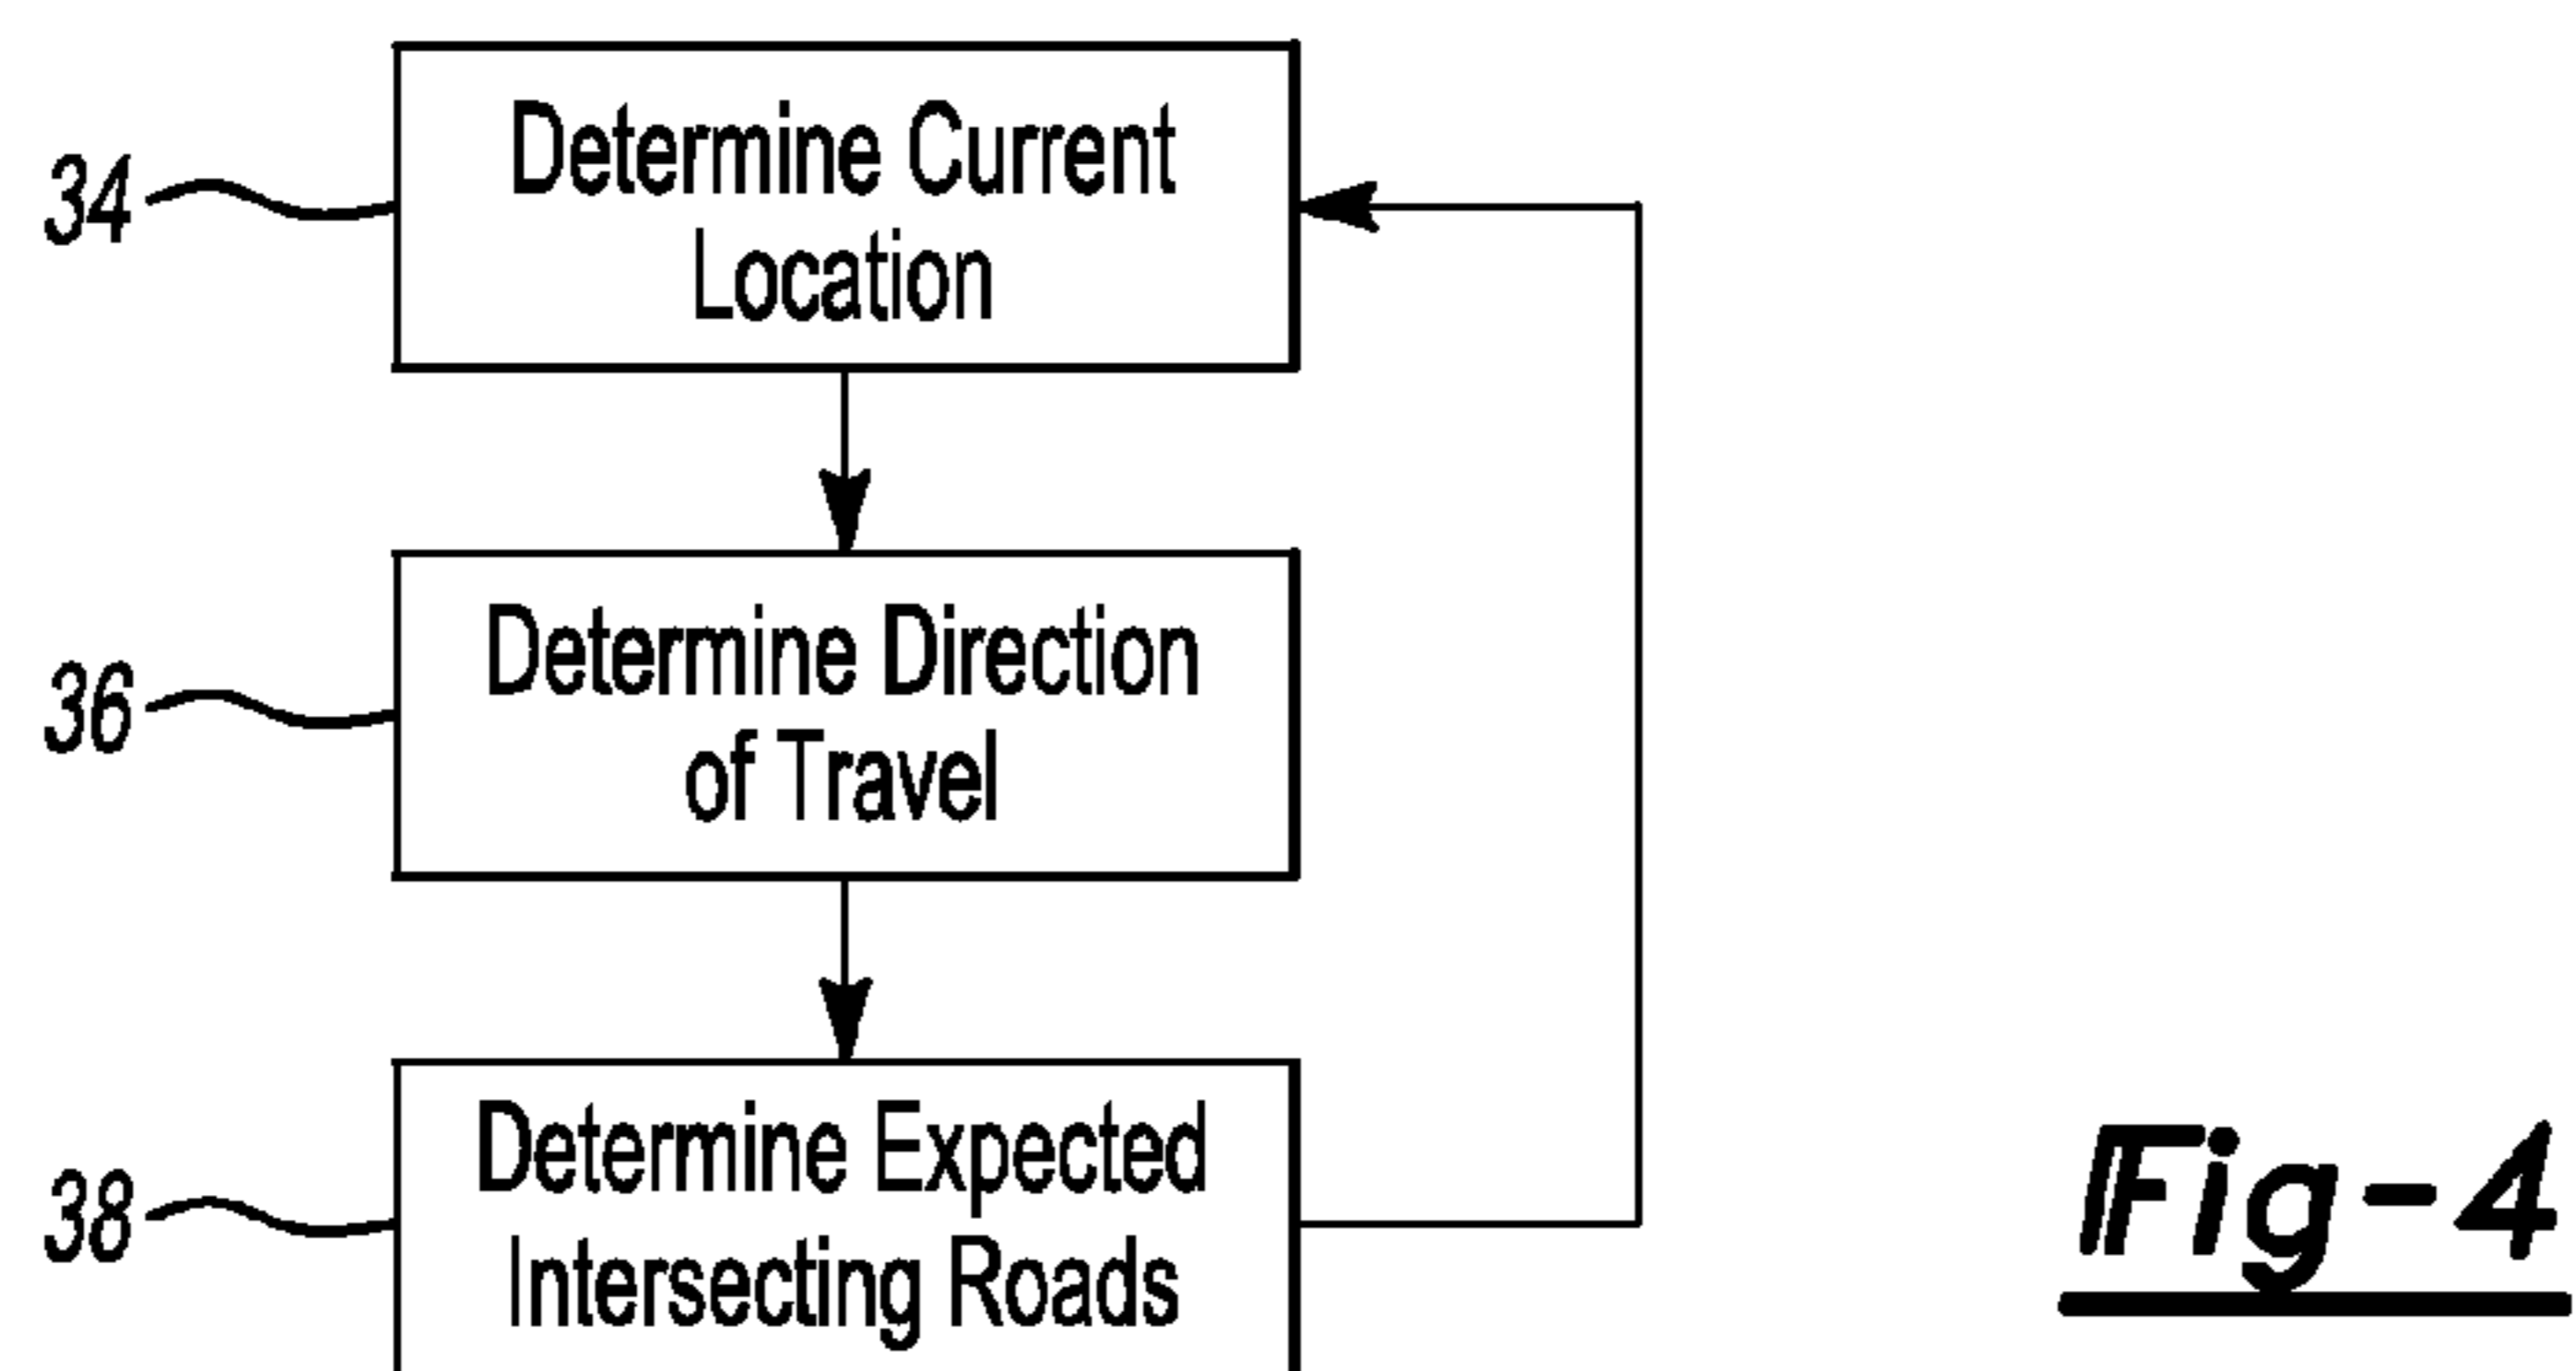 34
Determine Current
Location
36
Determine Direction
of Travel
38
Determine Expected
Intersecting Roads
Fig-4